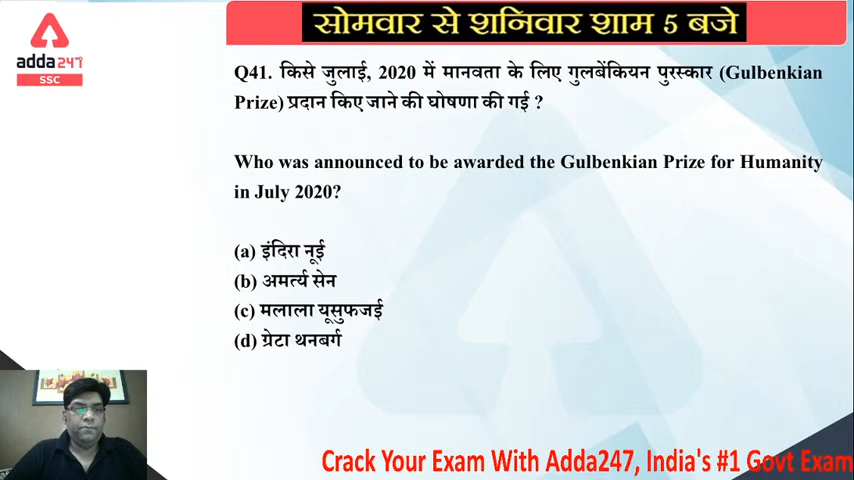 सोमवार से शनिवार शाम 5 बजे
adda247
SSC
Q41. किसे जुलाई, 2020 में मानवता के लिए गुलबेंकियन पुरस्कार (Gulbenkian
Prize) प्रदान किए जाने की घोषणा की गई ?
Who was announced to be awarded the Gulbenkian Prize for Humanity
in July 2020?
(a) इंदिरा नूई
(b) अमर्त्य सेन
(c) मलाला यूसुफजई
(d) ग्रेटा थनबर्ग
Crack Your Exam With Adda247, India's #1 Govt Exam